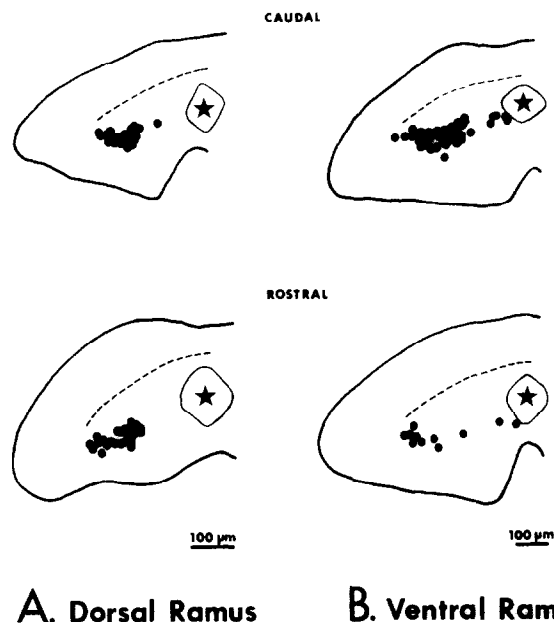 CAUDAL
ROSTRAL
100 µm
100 µm
A. Dorsal Ramus
B. Ventral Ram